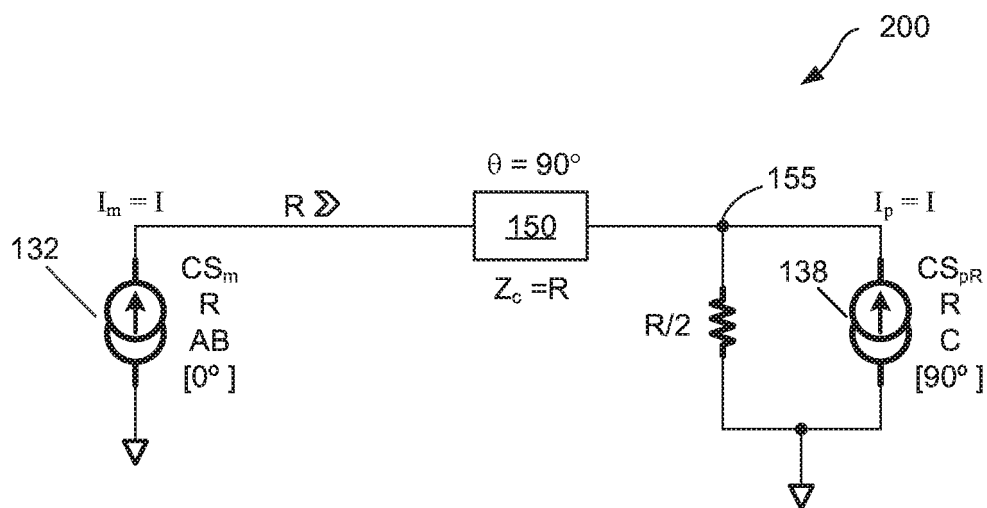 200
θ = 90°
155
I_m = I
R ≫
150
I_p = I
132
CS_m
R
AB
[0°]
Z_c =R
R/2
138
CS_pR
R
C
[90°]